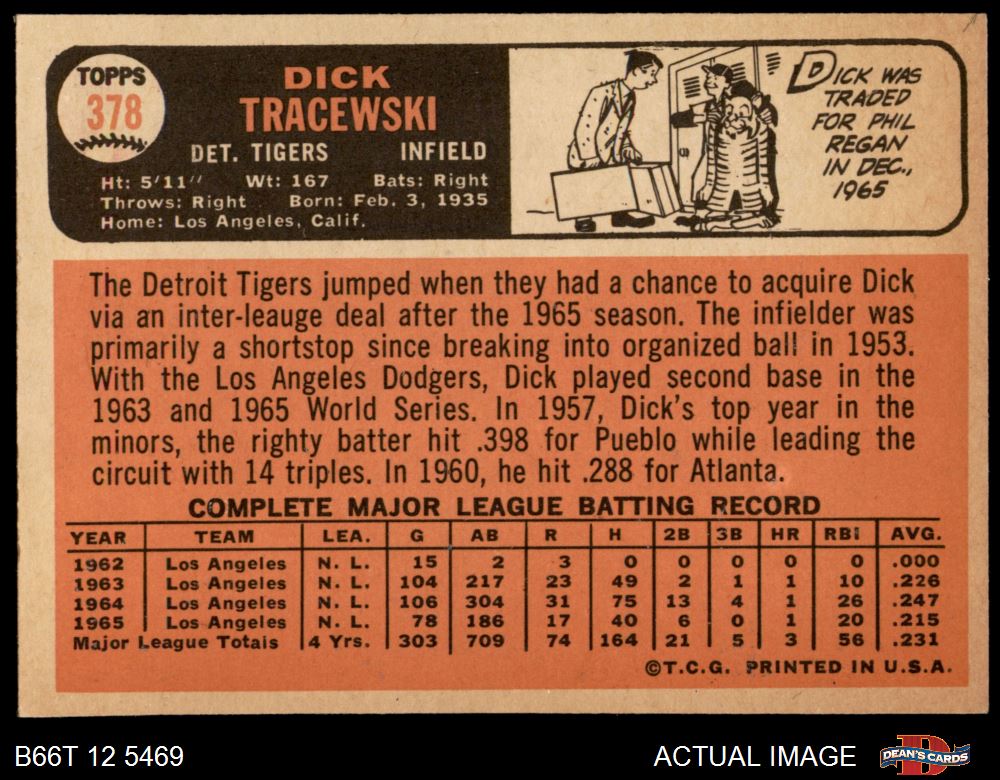 TOPPS
378
DICK
TRACEWSKI
DET. TIGERS INFIELD
Ht: 5'11" Wt: 167 Bats: Right
Throws: Right Born: Feb. 3, 1935
Home: Los Angeles, Calif.
DICK WAS
TRADED
FOR PHIL
REGAN
IN DEC.,
1965
The Detroit Tigers jumped when they had a chance to acquire Dick
via an inter-leauge deal after the 1965 season. The infielder was
primarily a shortstop since breaking into organized ball in 1953.
With the Los Angeles Dodgers, Dick played second base in the
1963 and 1965 World Series. In 1957, Dick's top year in the
minors, the righty batter hit .398 for Pueblo while leading the
circuit with 14 triples. In 1960, he hit .288 for Atlanta.
COMPLETE MAJOR LEAGUE BATTING RECORD
YEAR TEAM LEA. G AB R H 2B 3B HR RBI AVG.
1962 Los Angeles N. L. 15 2 3 0 0 0 0 0 .000
1963 Los Angeles N. L. 104 217 23 49 2 1 1 10 .226
1964 Los Angeles N. L. 106 304 31 75 13 4 1 26 .247
1965 Los Angeles N. L. 78 186 17 40 6 0 1 20 .215
Major League Totals 4 Yrs. 303 709 74 164 21 5 3 56 .231
©T.C.G. PRINTED IN U.S.A.
B66T 12 5469 ACTUAL IMAGE DEAN'S CARDS